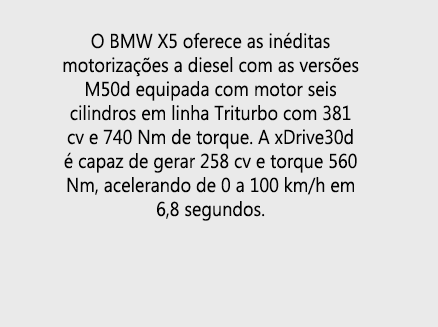 O BMW X5 oferece as inéditas
motorizações a diesel com as versões
M50d equipada com motor seis
cilindros em linha Triturbo com 381
cv e 740 Nm de torque. A xDrive30d
é capaz de gerar 258 cv e torque 560
Nm, acelerando de 0 a 100 km/h em
6,8 segundos.